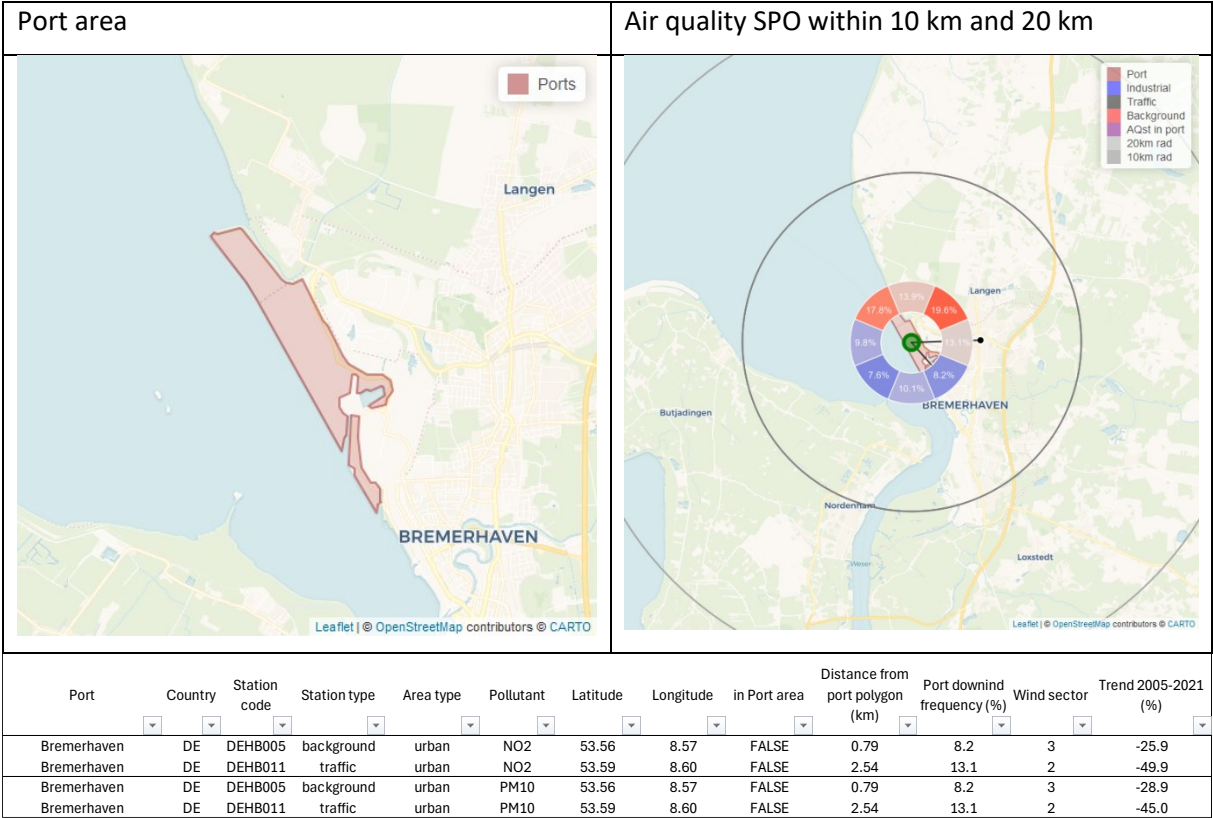 Port area
Air quality SPO within 10 km and 20 km
Ports
Langen
BREMERHAVEN
Leaflet | © OpenStreetMap contributors © CARTO
Port
Industrial
Traffic
Background
AQst in port
20km rad
10km rad
Langen
13.9%
17.8%
19.6%
9.8%
13.1%
7.6%
8.2%
10.1%
BREMERHAVEN
Butjadingen
Nordenham
Loxstedt
Weser
Leaflet | © OpenStreetMap contributors © CARTO
Port Country Station code Station type Area type Pollutant Latitude Longitude in Port area Distance from port polygon (km) Port downind frequency (%) Wind sector Trend 2005-2021 (%)
Bremerhaven DE DEHB005 background urban NO2 53.56 8.57 FALSE 0.79 8.2 3 -25.9
Bremerhaven DE DEHB011 traffic urban NO2 53.59 8.60 FALSE 2.54 13.1 2 -49.9
Bremerhaven DE DEHB005 background urban PM10 53.56 8.57 FALSE 0.79 8.2 3 -28.9
Bremerhaven DE DEHB011 traffic urban PM10 53.59 8.60 FALSE 2.54 13.1 2 -45.0